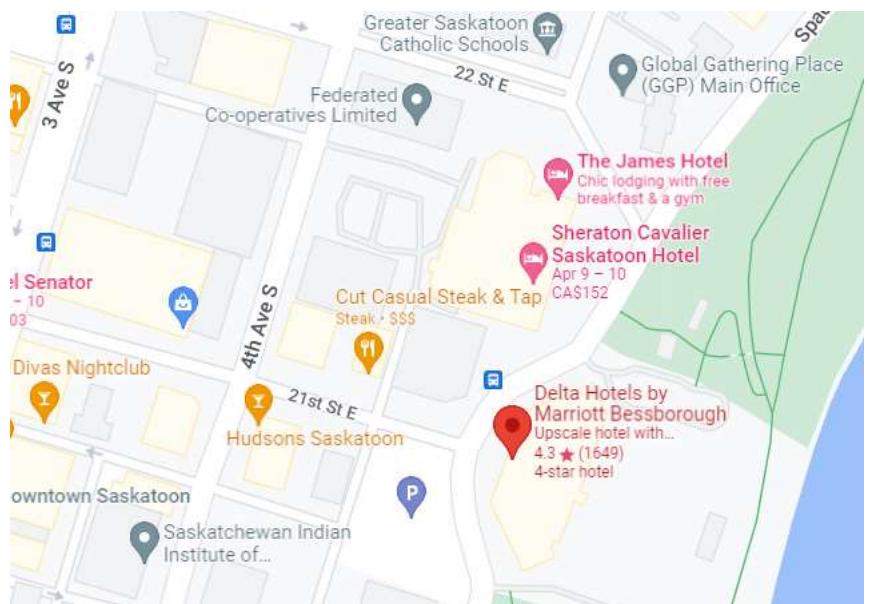 Greater Saskatoon
Catholic Schools
Spad
Global Gathering Place
(GGP) Main Office
22 St E
3 Ave S
Federated
Co-operatives Limited
The James Hotel
Chic lodging with free
breakfast & a gym
Sheraton Cavalier
Saskatoon Hotel
Apr 9 – 10
CA$152
el Senator
– 10
03
Cut Casual Steak & Tap
Steak • $$$
4th Ave S
Divas Nightclub
21st St E
Hudsons Saskatoon
Delta Hotels by
Marriott Bessborough
Upscale hotel with...
4.3 ★ (1649)
4-star hotel
P
owntown Saskatoon
Saskatchewan Indian
Institute of...